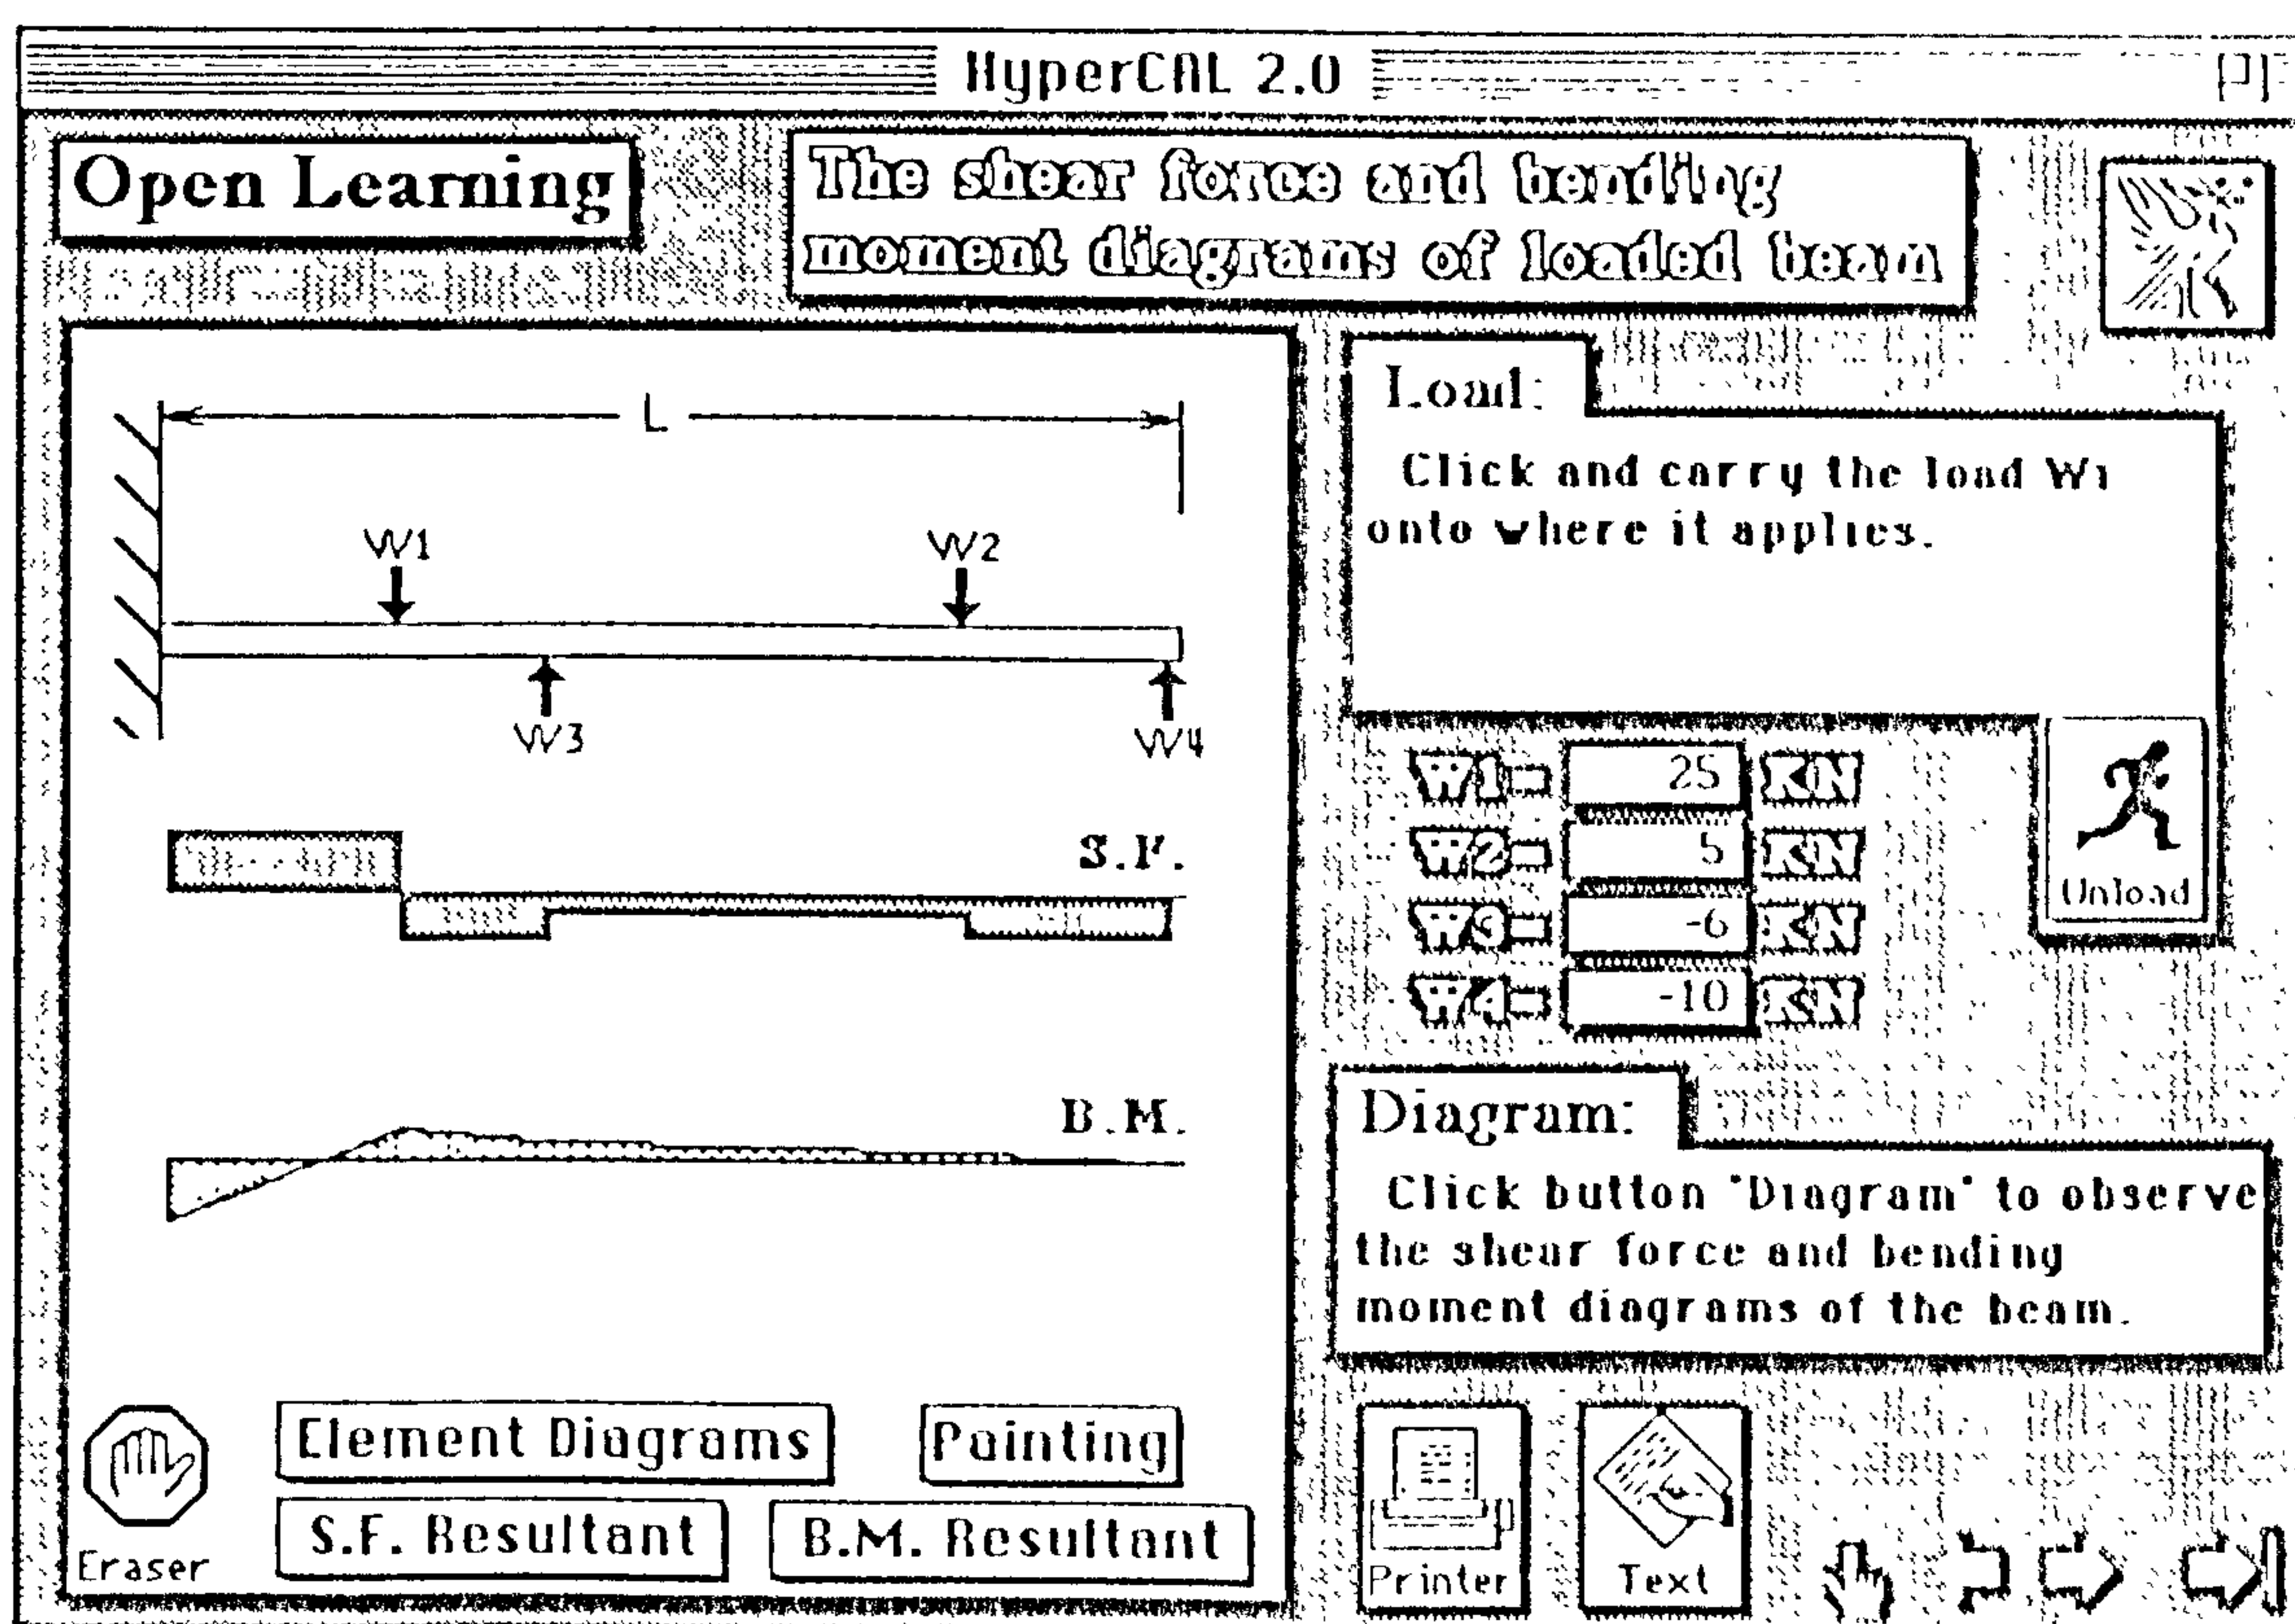 HyperCAL 2.0
Open Learning
The shear force and bending
moment diagrams of loaded beam
L
W1
W2
W3
W4
S.F.
B.M.
Element Diagrams
Painting
S.F. Resultant
B.M. Resultant
Eraser
Load:
Click and carry the load W1
onto where it applies.
W1= 25 KN
W2= 5 KN
W3= -6 KN
W4= -10 KN
Unload
Diagram:
Click button "Diagram" to observe
the shear force and bending
moment diagrams of the beam.
Printer
Text